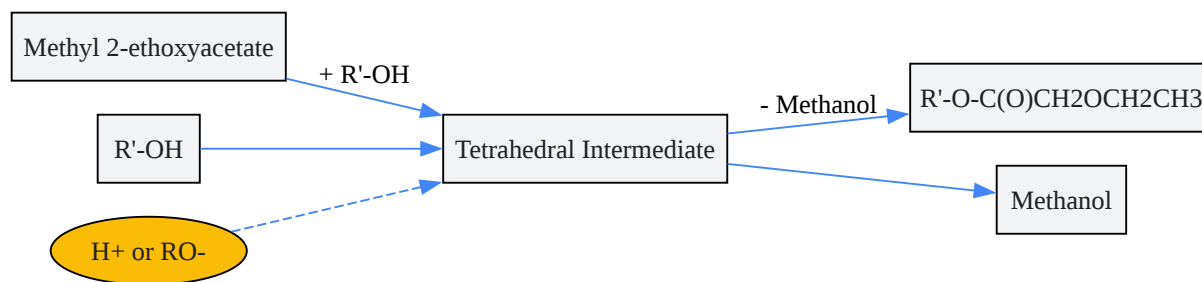 Methyl 2-ethoxyacetate
+ R'-OH
R'-OH
H+ or RO-
Tetrahedral Intermediate
- Methanol
R'-O-C(O)CH2OCH2CH3
Methanol